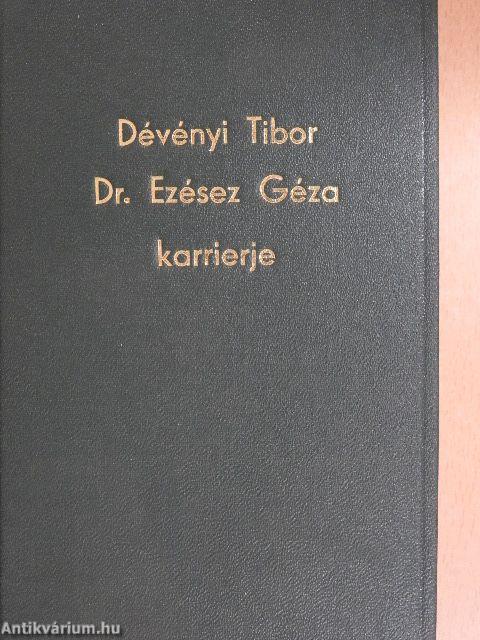 Dévényi Tibor
Dr. Ezésez Géza
karrierje
Antikvárium.hu